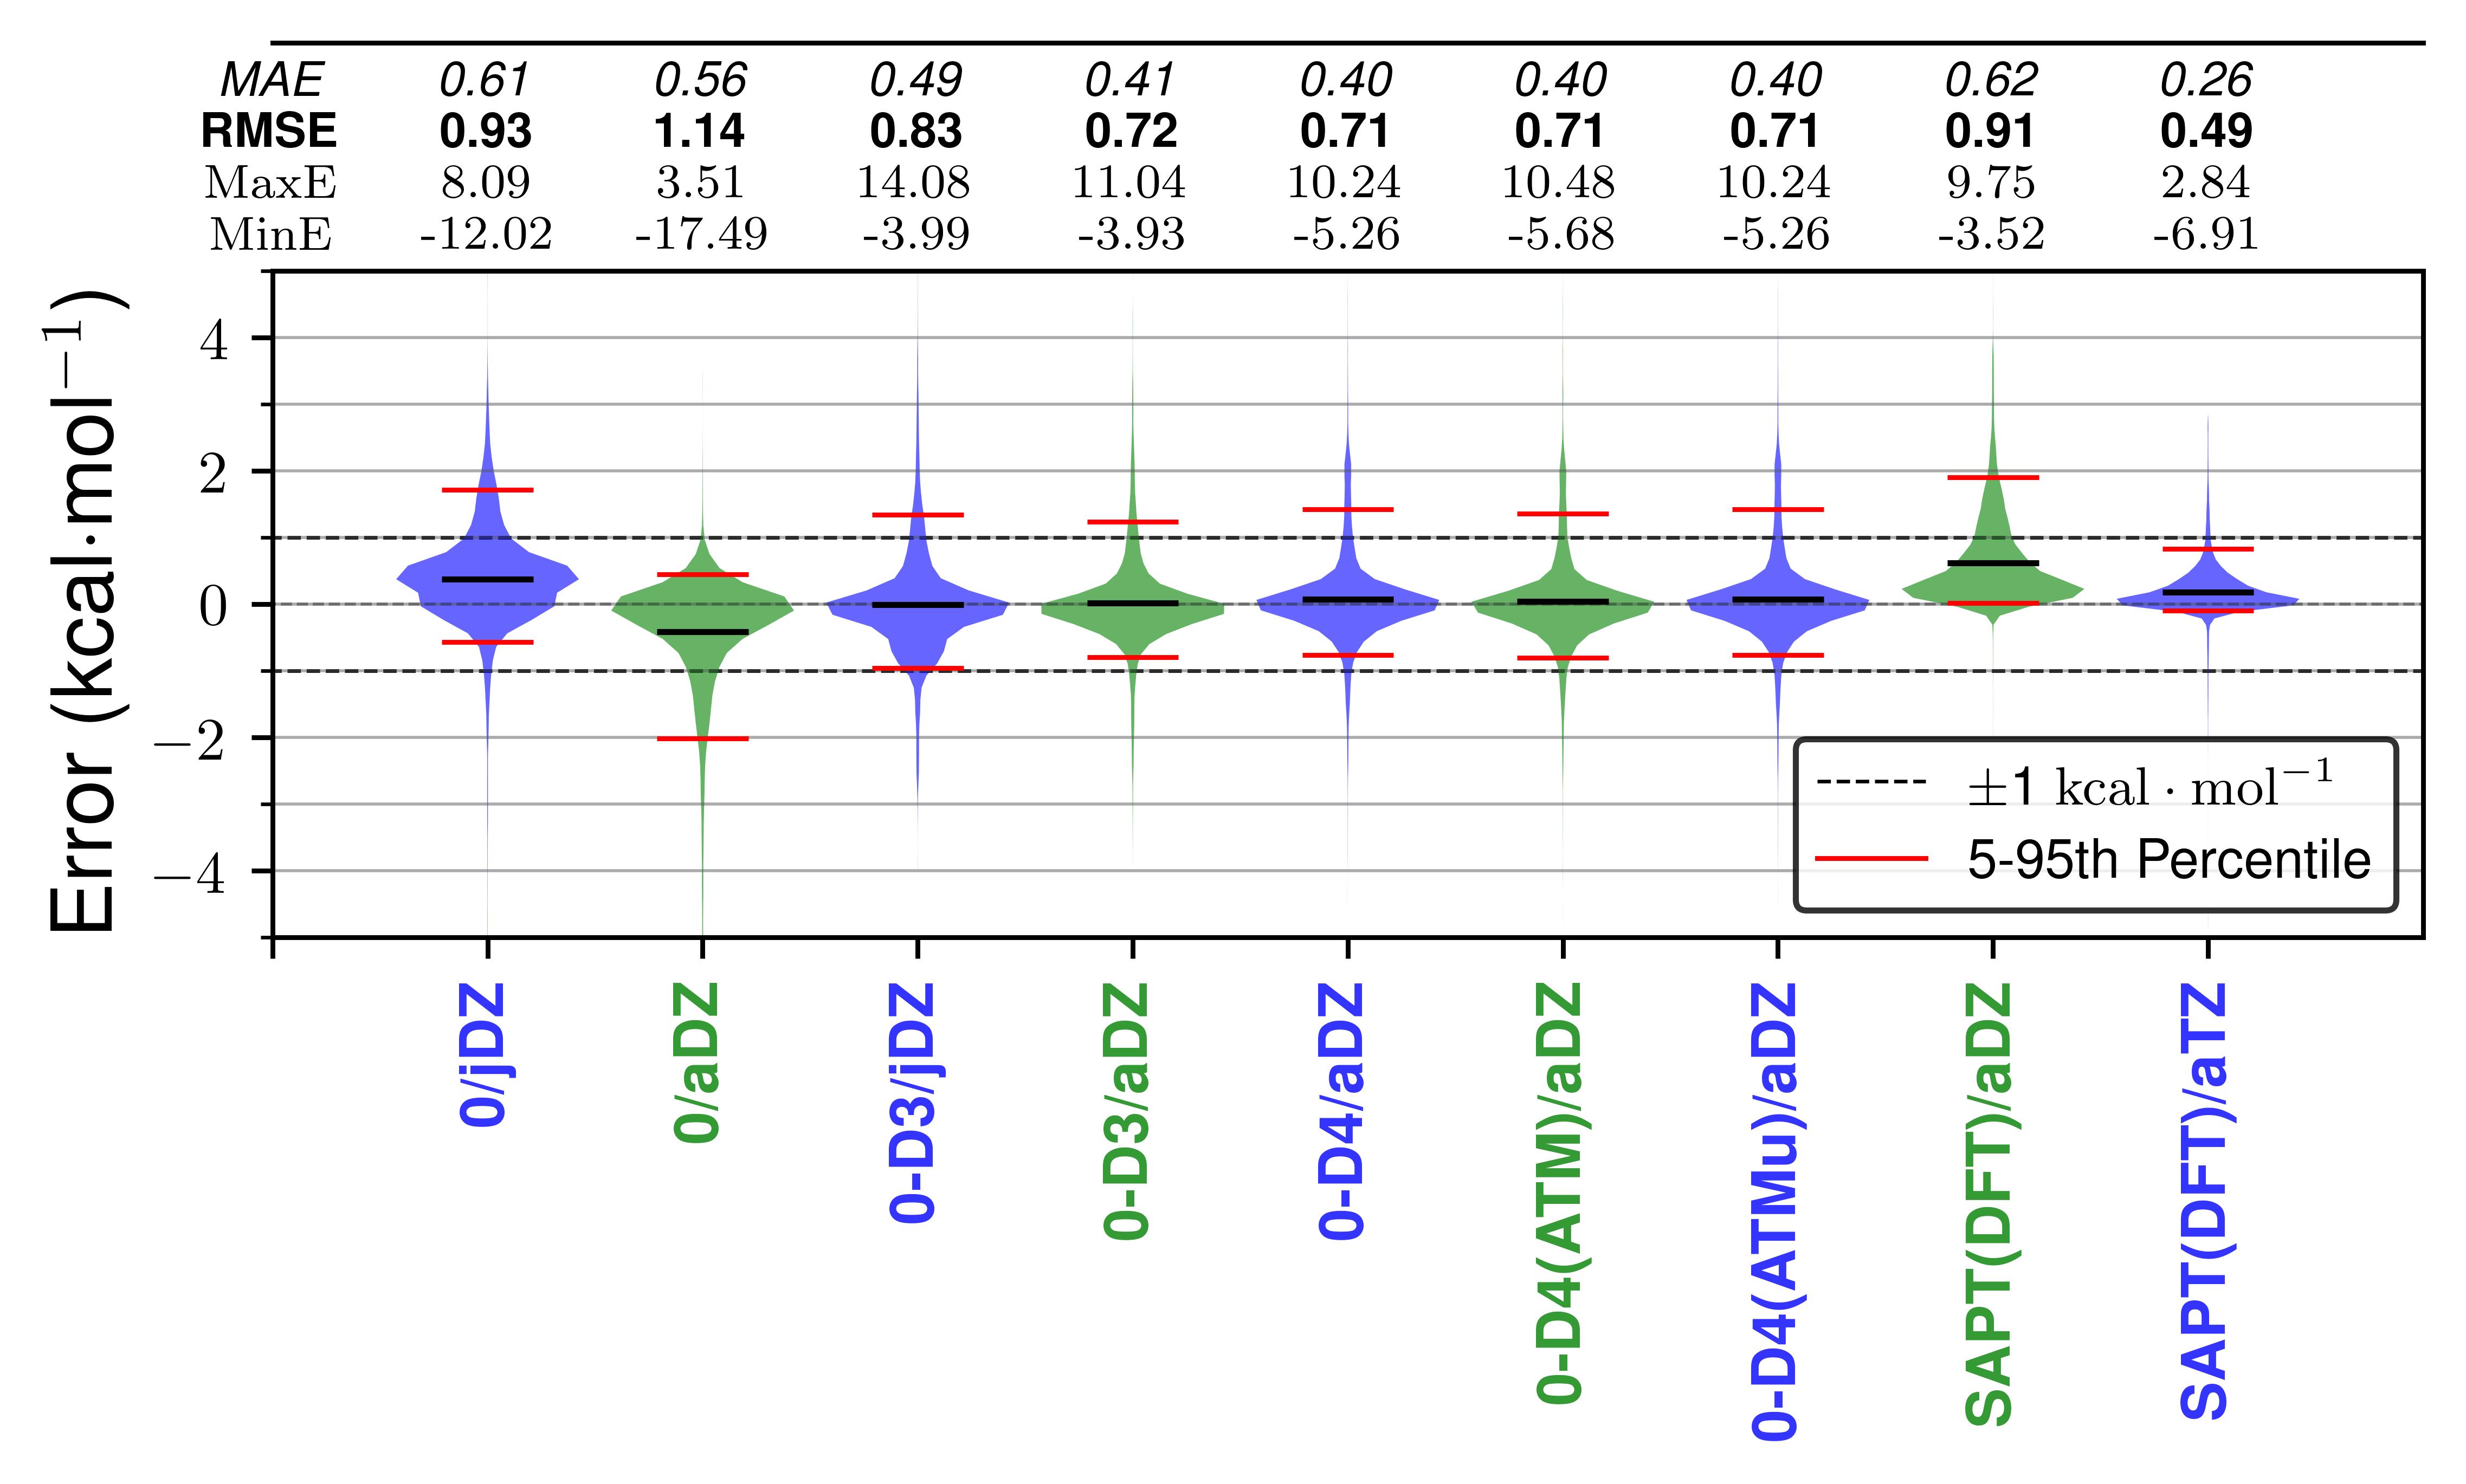 MAE 0.61 0.56 0.49 0.41 0.40 0.40 0.40 0.62 0.26
RMSE 0.93 1.14 0.83 0.72 0.71 0.71 0.71 0.91 0.49
MaxE 8.09 3.51 14.08 11.04 10.24 10.48 10.24 9.75 2.84
MinE -12.02 -17.49 -3.99 -3.93 -5.26 -5.68 -5.26 -3.52 -6.91
Error (kcal·mol⁻¹)
4
2
0
−2
−4
±1 kcal · mol⁻¹
5-95th Percentile
0/jDZ
0/aDZ
0-D3/jDZ
0-D3/aDZ
0-D4/aDZ
0-D4(ATM)/aDZ
0-D4(ATMu)/aDZ
SAPT(DFT)/aDZ
SAPT(DFT)/aTZ